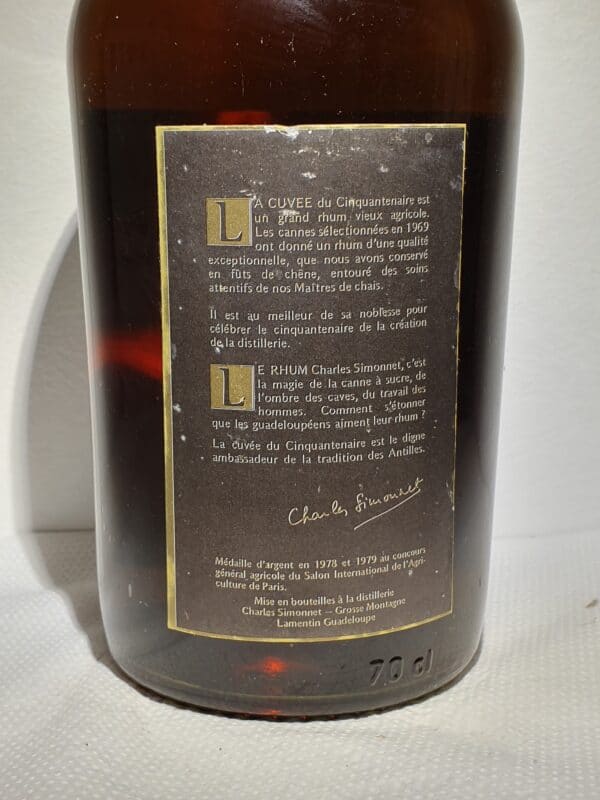 LA CUVEE du Cinquantenaire est
un grand rhum vieux agricole.
Les cannes sélectionnées en 1969
ont donné un rhum d'une qualité
exceptionnelle, que nous avons conservé
en fûts de chêne, entouré des soins
attentifs de nos Maîtres de chais.
Il est au meilleur de sa noblesse pour
célébrer le cinquantenaire de la création
de la distillerie.
LE RHUM Charles Simonnet, c'est
la magie de la canne à sucre, de
l'ombre des caves, du travail des
hommes. Comment s'étonner
que les guadeloupéens aiment leur rhum ?
La cuvée du Cinquantenaire est le digne
ambassadeur de la tradition des Antilles.
Charles Simonnet
Médaille d'argent en 1978 et 1979 au concours
général agricole du Salon International de l'Agri-
culture de Paris.
Mise en bouteilles à la distillerie
Charles Simonnet — Grosse Montagne
Lamentin Guadeloupe
70 cl